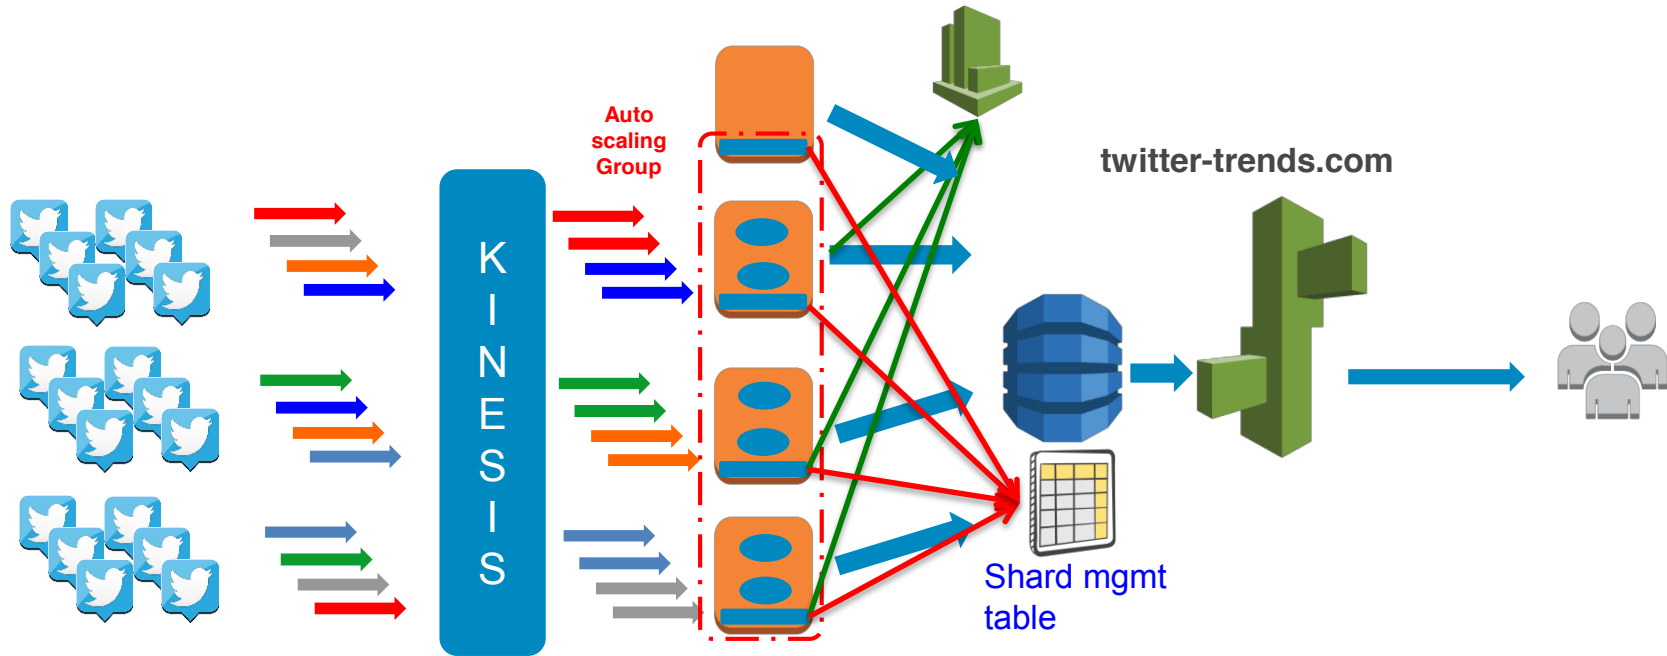 Auto
scaling
Group
twitter-trends.com
K
I
N
E
S
I
S
Shard mgmt
table